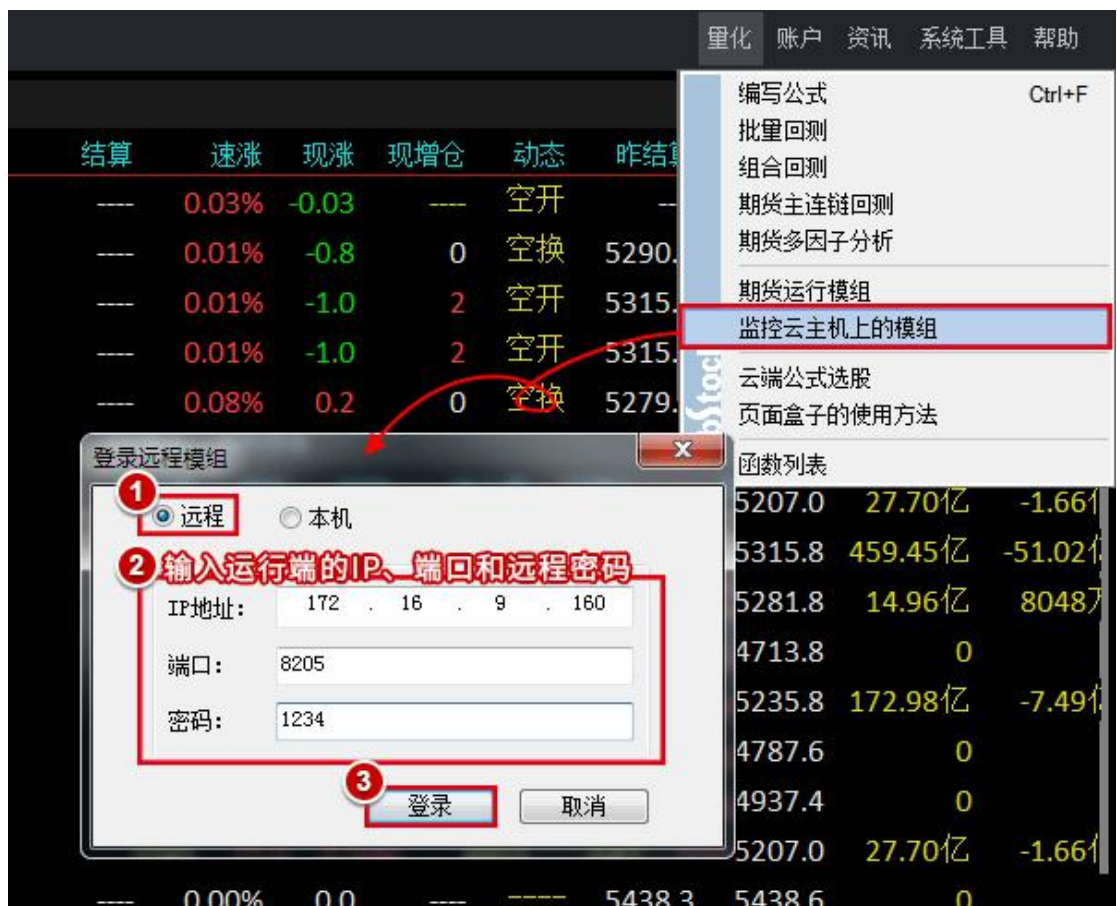 量化 账户 资讯 系统工具 帮助
编写公式 Ctrl+F
批量回测
组合回测
期货主连链回测
期货多因子分析
期货运行模组
监控云主机上的模组
云端公式选股
页面盒子的使用方法
函数列表
结算 速涨 现涨 现增仓 动态 昨结
---- 0.03% -0.03 ---- 空开 --
---- 0.01% -0.8 0 空换 5290.
---- 0.01% -1.0 2 空开 5315.
---- 0.01% -1.0 2 空开 5315.
---- 0.08% 0.2 0 空换 5279.
登录远程模组
1 远程 本机
2 输入运行端的IP、端口和远程密码
IP地址: 172 . 16 . 9 . 160
端口: 8205
密码: 1234
3 登录 取消
5207.0 27.70亿 -1.66
5315.8 459.45亿 -51.02
5281.8 14.96亿 8048万
4713.8 0
5235.8 172.98亿 -7.49
4787.6 0
4937.4 0
5207.0 27.70亿 -1.66
---- 0.00% 0.0 ---- ---- 5438.3 5438.6 0